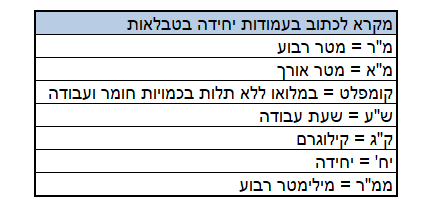 מקרא לכתוב בעמודות יחידה בטבלאות
מ"ר = מטר רבוע
מ"א = מטר אורך
קומפלט = במלואו ללא תלות בכמויות חומר ועבודה
ש"ע = שעת עבודה
ק"ג = קילוגרם
יח' = יחידה
ממ"ר = מילימטר רבוע